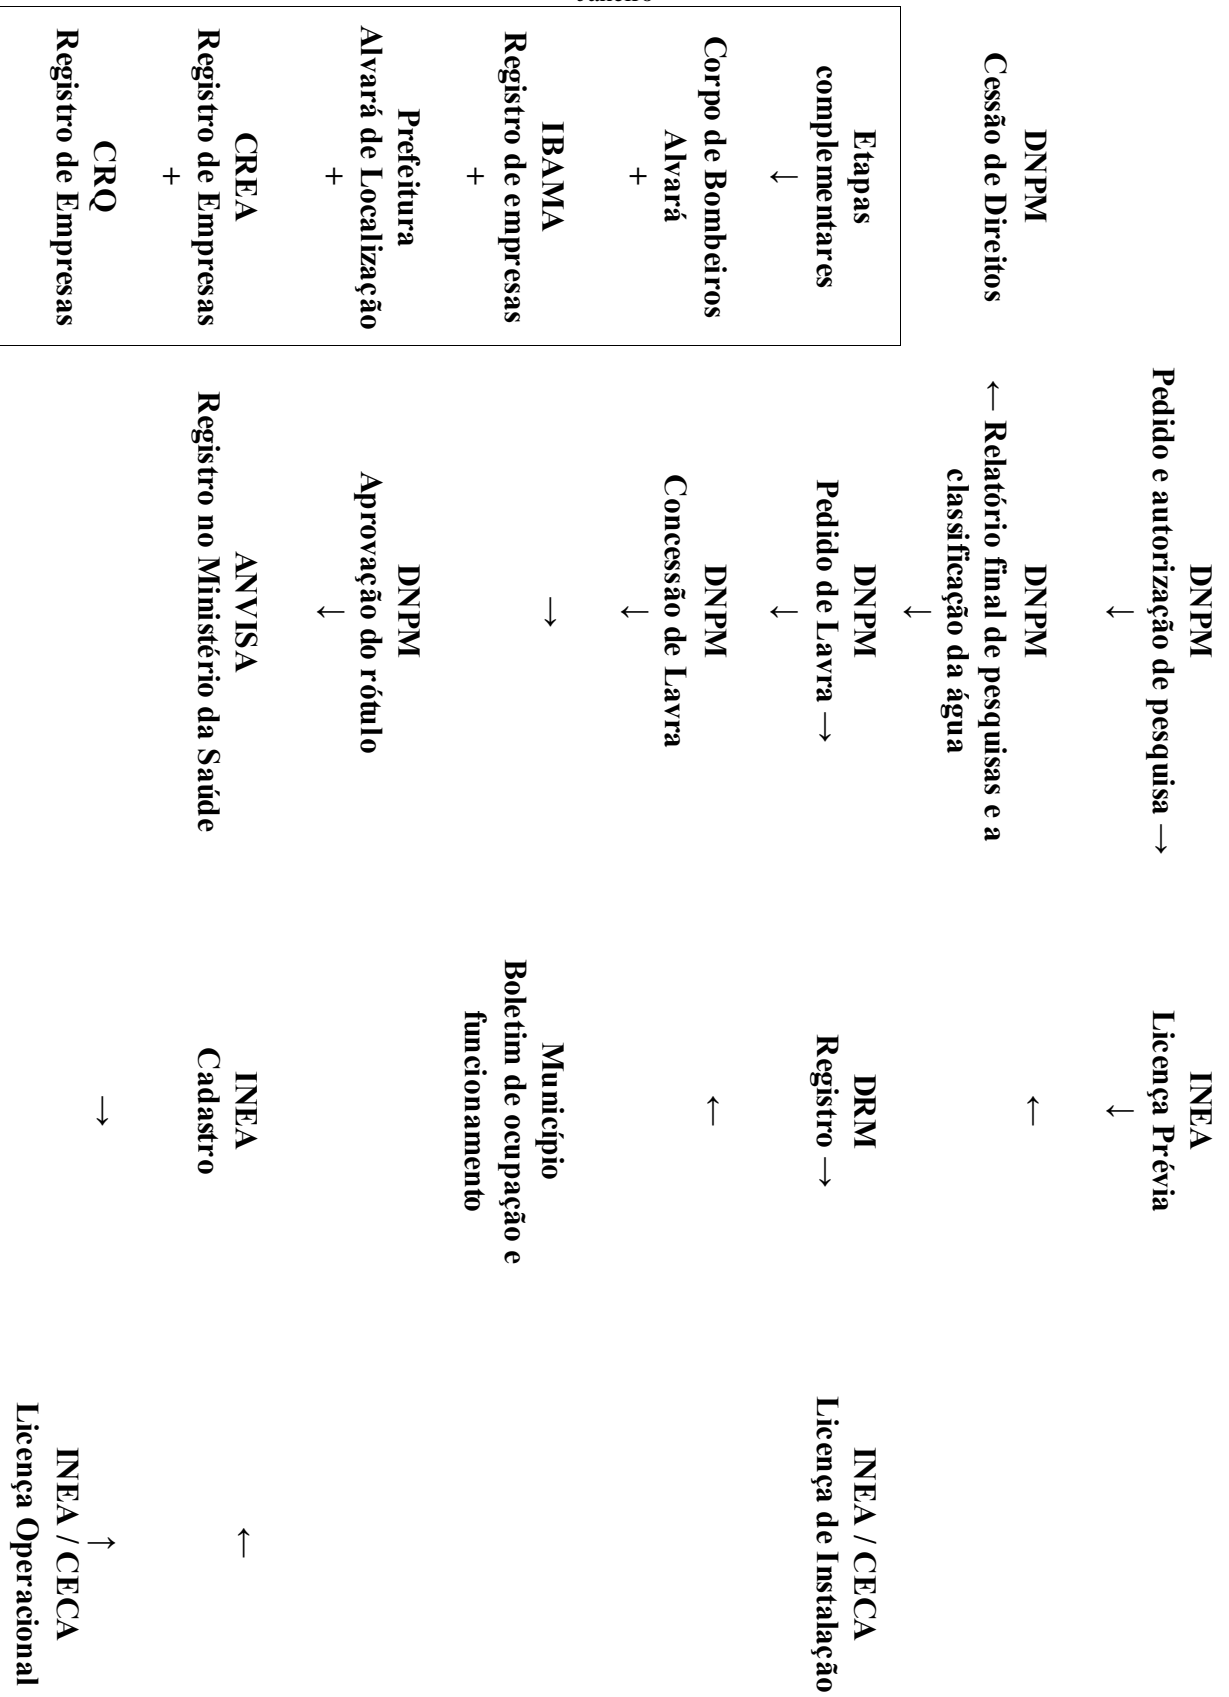 DNPM
Pedido e autorização de pesquisa →
↓
INEA
Licença Prévia
↓
DNPM
Cessão de Direitos
DNPM
← Relatório final de pesquisas e a
classificação da água
↓
←
Etapas
complementares
↓
DNPM
Pedido de Lavra →
↓
DRM
Registro →
INEA / CECA
Licença de Instalação
Corpo de Bombeiros
Alvará
+
DNPM
Concessão de Lavra
↓
←
IBAMA
Registro de empresas
+
→
Município
Boletim de ocupação e
funcionamento
Prefeitura
Alvará de Localização
+
DNPM
Aprovação do rótulo
↓
CREA
Registro de Empresas
+
ANVISA
Registro no Ministério da Saúde
INEA
Cadastro
←
CRQ
Registro de Empresas
→
↑
INEA / CECA
Licença Operacional